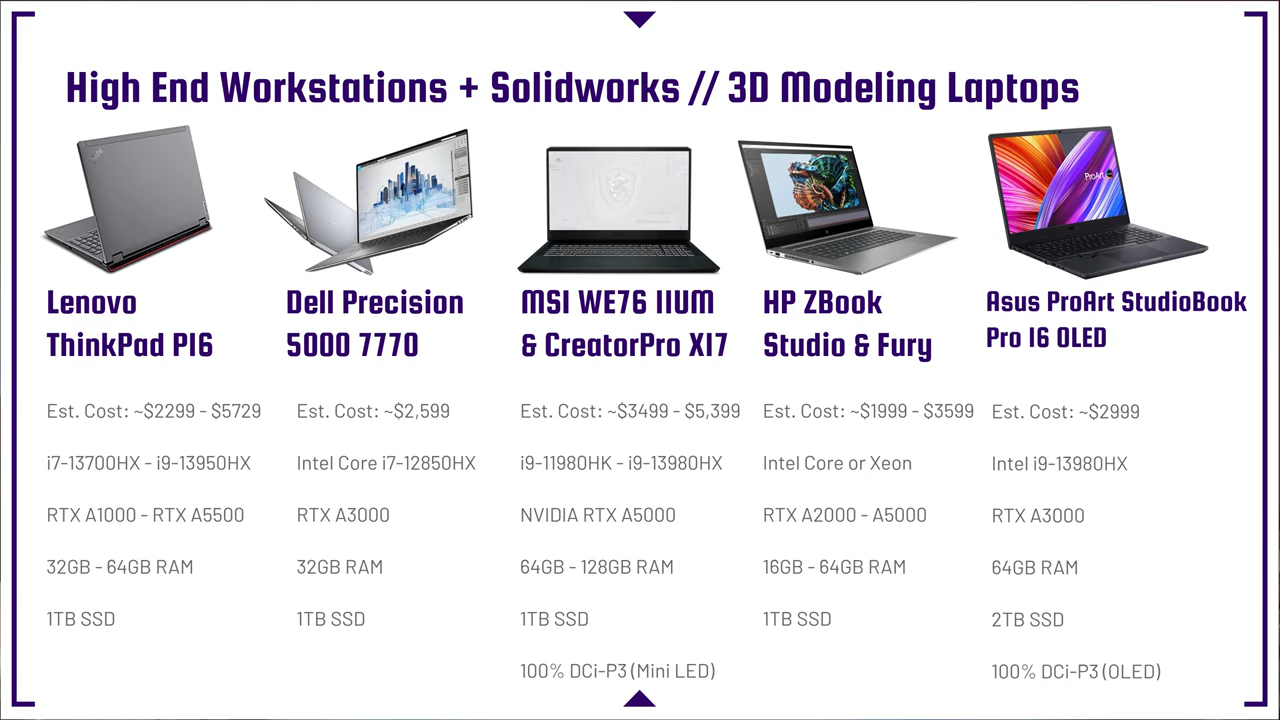 High End Workstations + Solidworks // 3D Modeling Laptops
ProArt
Lenovo
ThinkPad P16
Est. Cost: ~$2299 - $5729
i7-13700HX - i9-13950HX
RTX A1000 - RTX A5500
32GB - 64GB RAM
1TB SSD
Dell Precision
5000 7770
Est. Cost: ~$2,599
Intel Core i7-12850HX
RTX A3000
32GB RAM
1TB SSD
MSI WE76 11UM
& CreatorPro X17
Est. Cost: ~$3499 - $5,399
i9-11980HK - i9-13980HX
NVIDIA RTX A5000
64GB - 128GB RAM
1TB SSD
100% DCi-P3 (Mini LED)
HP ZBook
Studio & Fury
Est. Cost: ~$1999 - $3599
Intel Core or Xeon
RTX A2000 - A5000
16GB - 64GB RAM
1TB SSD
Asus ProArt StudioBook
Pro 16 OLED
Est. Cost: ~$2999
Intel i9-13980HX
RTX A3000
64GB RAM
2TB SSD
100% DCi-P3 (OLED)